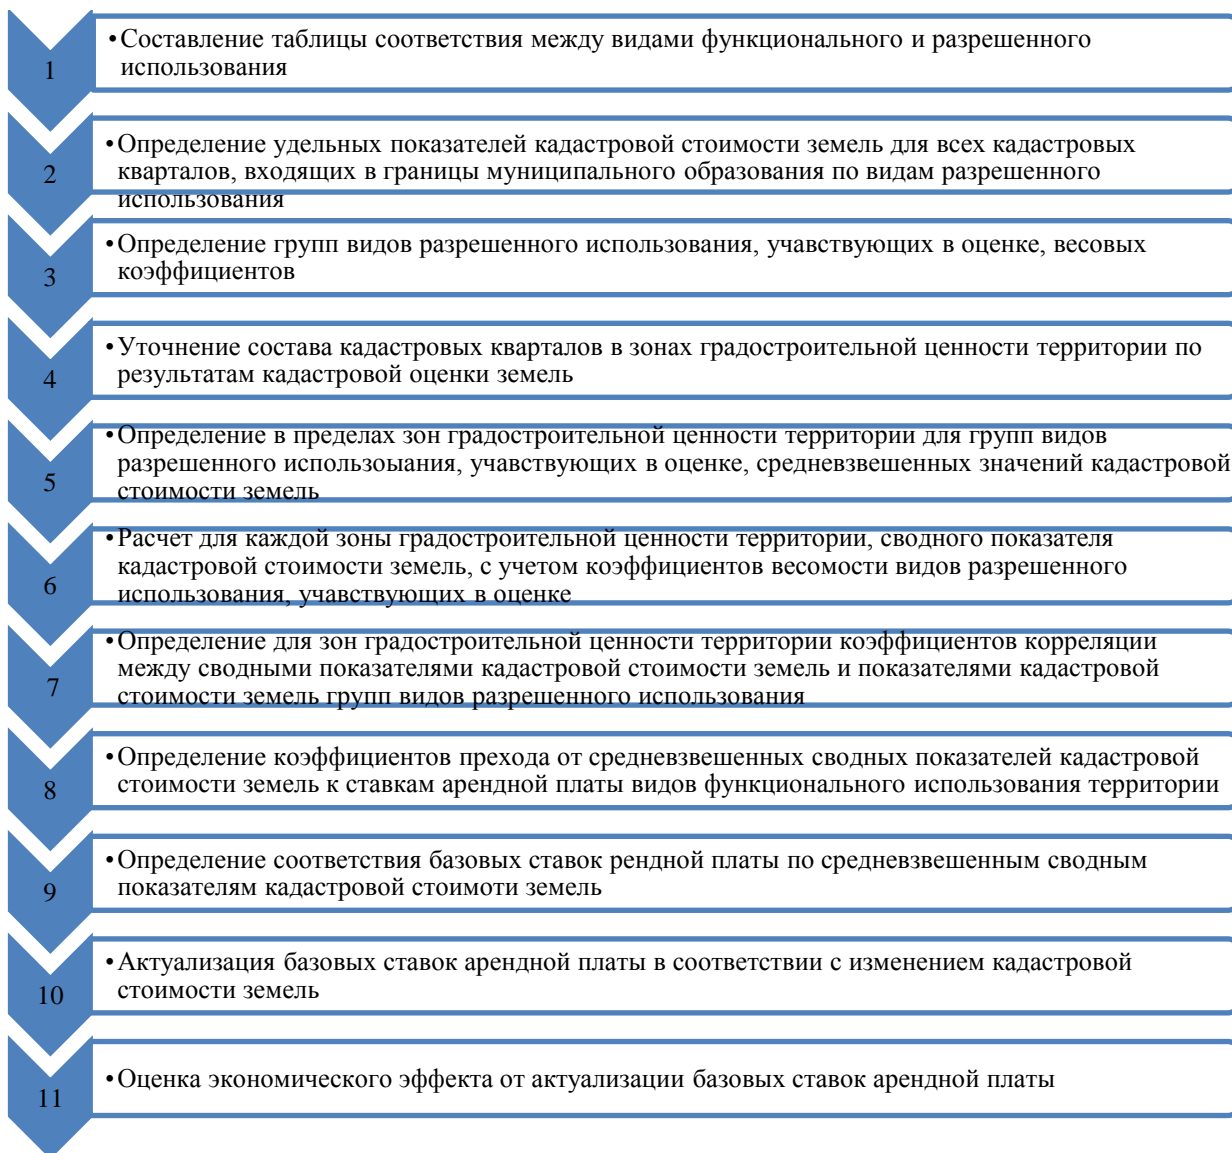 1
•Составление таблицы соответствия между видами функционального и разрешенного
использования
2
•Определение удельных показателей кадастровой стоимости земель для всех кадастровых
кварталов, входящих в границы муниципального образования по видам разрешенного
использования
3
•Определение групп видов разрешенного использования, учавствующих в оценке, весовых
коэффициентов
4
•Уточнение состава кадастровых кварталов в зонах градостроительной ценности территории по
результатам кадастровой оценки земель
5
•Определение в пределах зон градостроительной ценности территории для групп видов
разрешенного использоыания, учавствующих в оценке, средневзвешенных значений кадастровой
стоимости земель
6
•Расчет для каждой зоны градостроительной ценности территории, сводного показателя
кадастровой стоимости земель, с учетом коэффициентов весомости видов разрешенного
использования, учавствующих в оценке
7
•Определение для зон градостроительной ценности территории коэффициентов корреляции
между сводными показателями кадастровой стоимости земель и показателями кадастровой
стоимости земель групп видов разрешенного использования
8
•Определение коэффициентов прехода от средневзвешенных сводных показателей кадастровой
стоимости земель к ставкам арендной платы видов функционального использования территории
9
•Определение соответствия базовых ставок рендной платы по средневзвешенным сводным
показателям кадастровой стоимоти земель
10
•Актуализация базовых ставок арендной платы в соответствии с изменением кадастровой
стоимости земель
11
•Оценка экономического эффекта от актуализации базовых ставок арендной платы